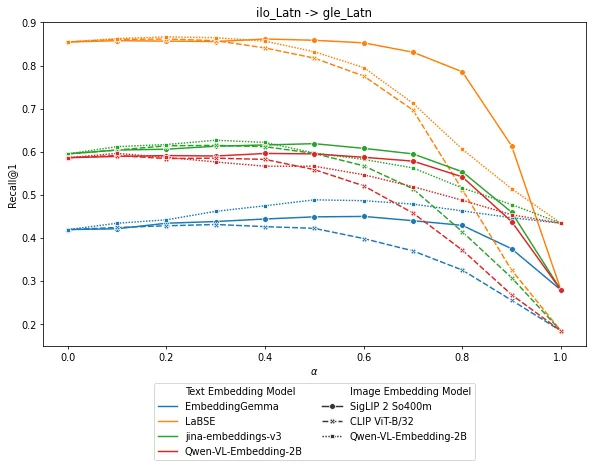 ilo_Latn -> gle_Latn
Recall@1
0.9
0.8
0.7
0.6
0.5
0.4
0.3
0.2
0.0
0.2
0.4
0.6
0.8
1.0
α
Text Embedding Model
EmbeddingGemma
LaBSE
jina-embeddings-v3
Qwen-VL-Embedding-2B
Image Embedding Model
SigLIP 2 So400m
CLIP ViT-B/32
Qwen-VL-Embedding-2B